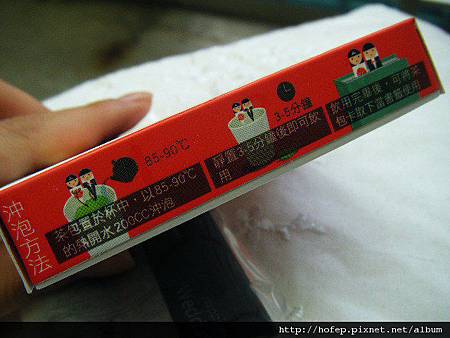 沖泡方法
85-90℃
茶包置於杯中，以85-90℃
的熱開水200CC沖泡
3-5分鐘
靜置3-5分鐘後即可飲
用
飲用完畢後，可將茶
包卡取下當書籤使用
http://hofep.pixnet.net/album